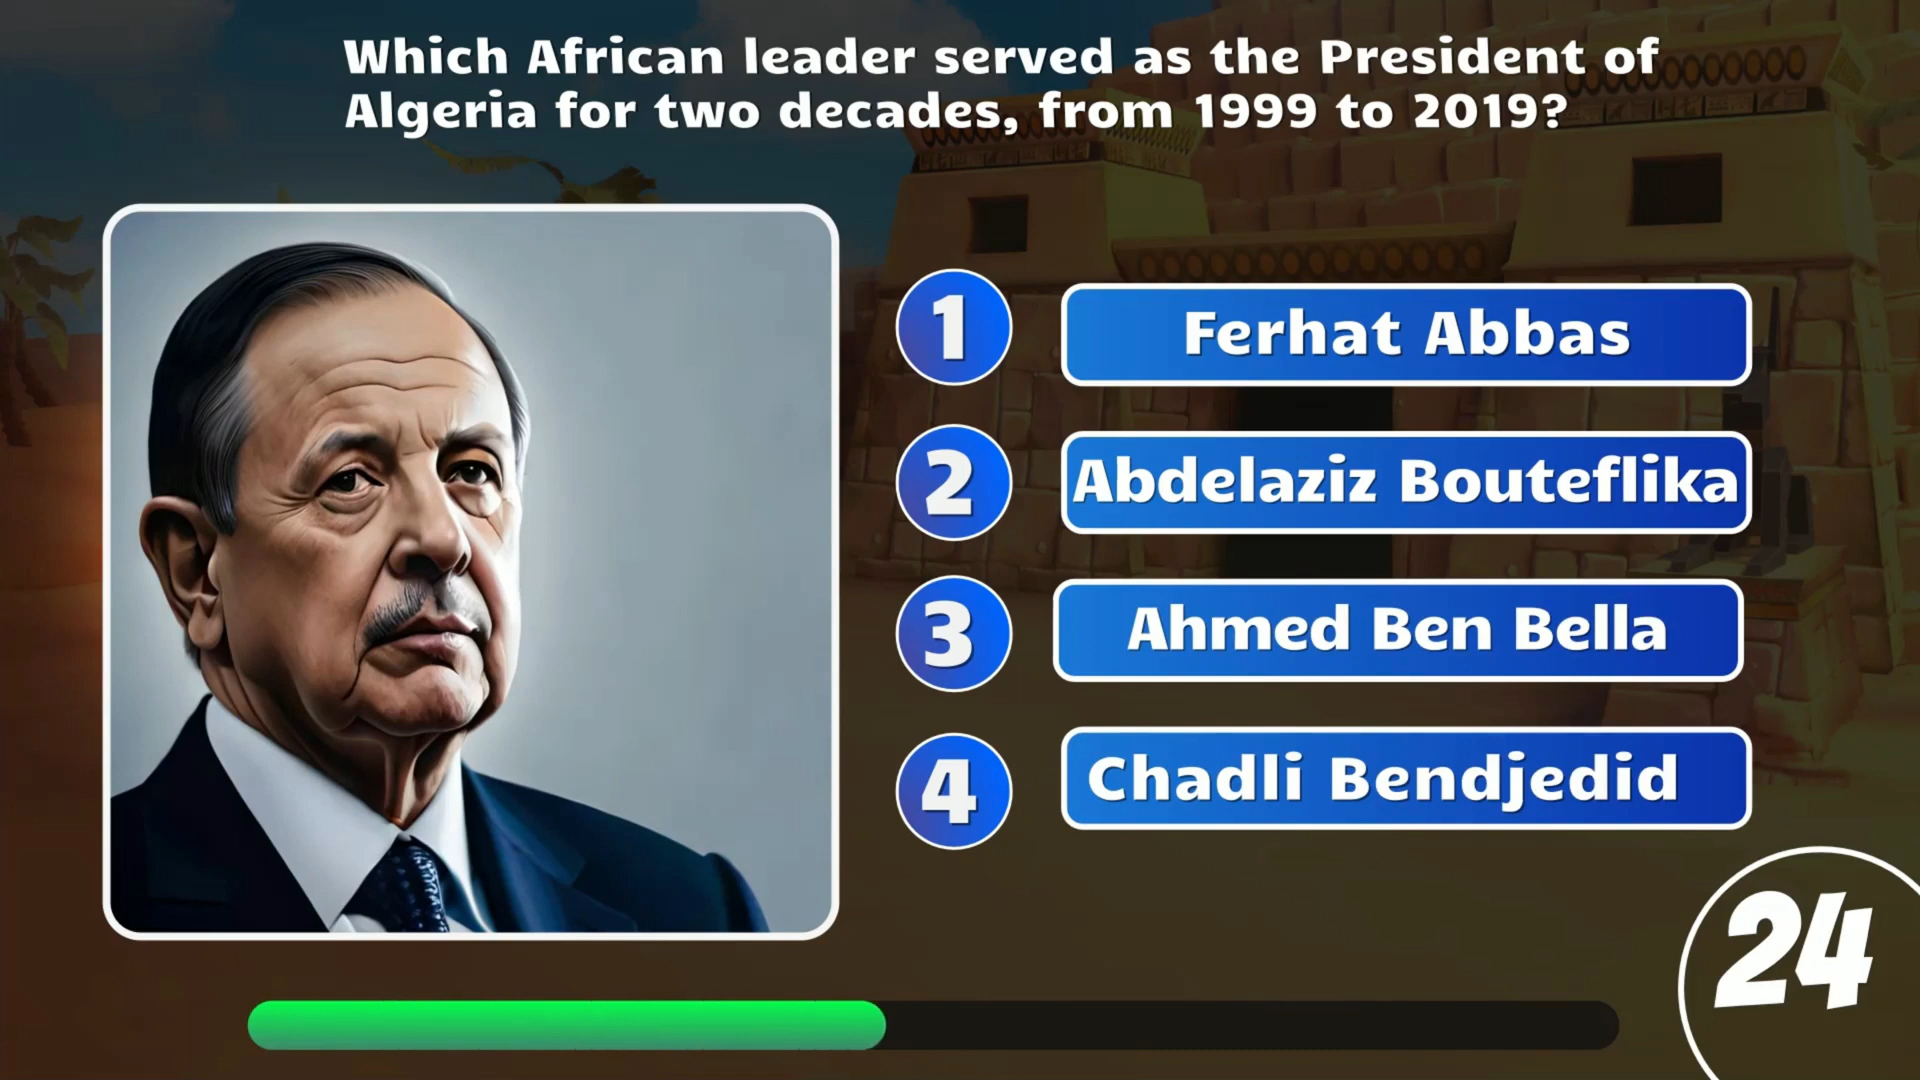 Which African leader served as the President of
Algeria for two decades, from 1999 to 2019?
1
Ferhat Abbas
2
Abdelaziz Bouteflika
3
Ahmed Ben Bella
4
Chadli Bendjedid
24